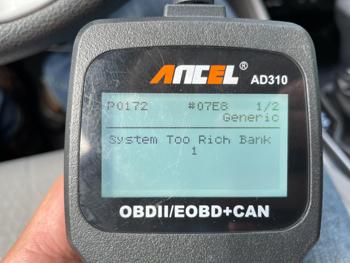 ANCEL® AD310
P0172 #07E8 1/2
Generic
System Too Rich Bank
1
OBDII/EOBD+CAN